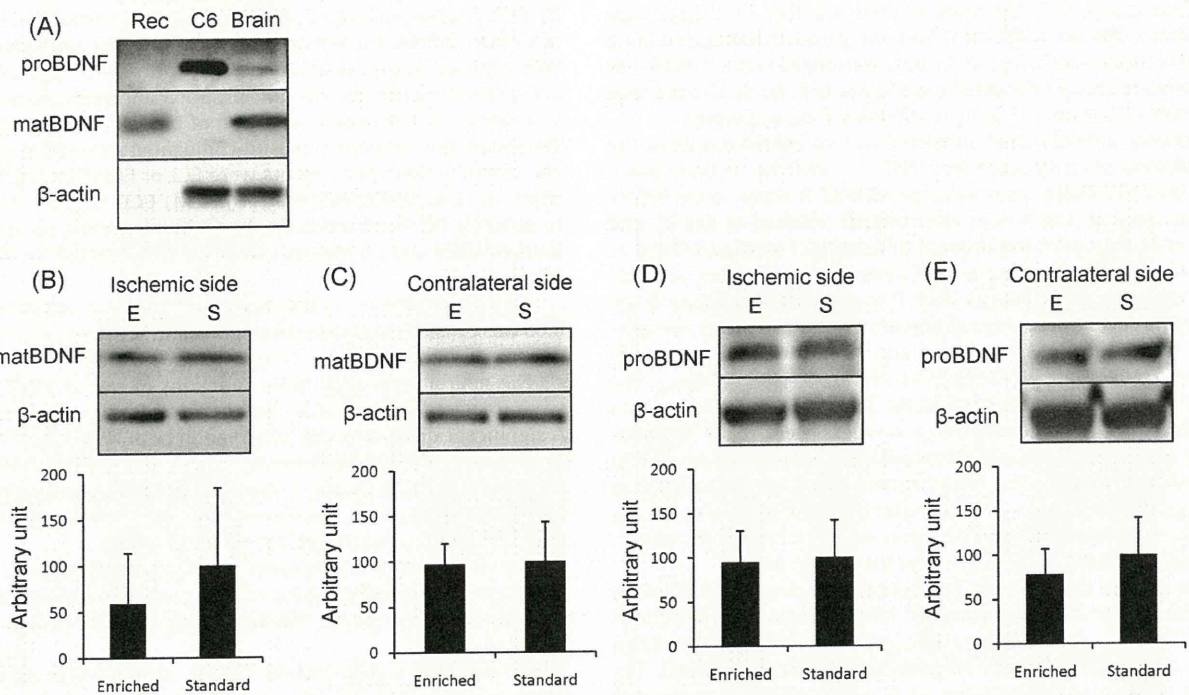 (A)
Rec C6 Brain
proBDNF
matBDNF
β-actin
(B)
Ischemic side
E S
matBDNF
β-actin
200
150
100
50
0
Arbitrary unit
Enriched Standard
(C)
Contralateral side
E S
matBDNF
β-actin
200
150
100
50
0
Arbitrary unit
Enriched Standard
(D)
Ischemic side
E S
proBDNF
β-actin
200
150
100
50
0
Arbitrary unit
Enriched Standard
(E)
Contralateral side
E S
proBDNF
β-actin
200
150
100
50
0
Arbitrary unit
Enriched Standard